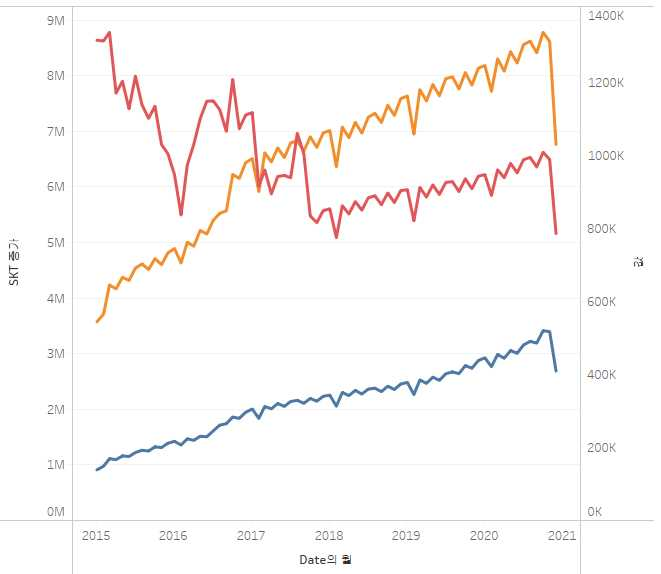 9M
8M
7M
6M
5M
4M
3M
2M
1M
0M
SKT 종가
1400K
1200K
1000K
800K
600K
400K
200K
0K
값
2015
2016
2017
2018
2019
2020
2021
Date의 월